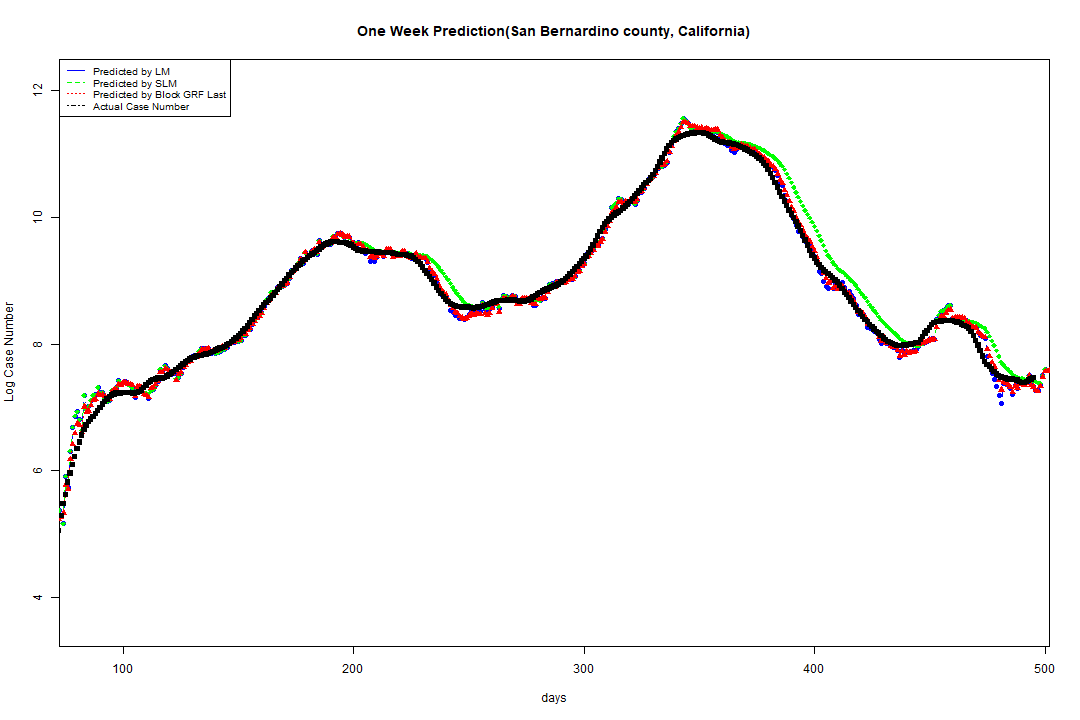 One Week Prediction(San Bernardino county, California)
Predicted by LM
Predicted by SLM
Predicted by Block GRF Last
Actual Case Number
12
10
8
6
4
Log Case Number
100 200 300 400 500
days